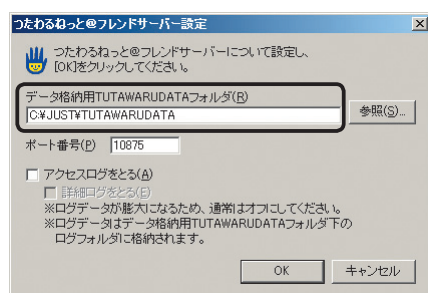 つたわるねっと@フレンドサーバー設定
つたわるねっと@フレンドサーバーについて設定し、
[OK]をクリックしてください。
データ格納用TUTAWARUDATAフォルダ(R)
C:¥JUST¥TUTAWARUDATA
参照(S)...
ポート番号(P) 10875
アクセスログをとる(A)
詳細ログをとる(E)
※ログデータが膨大になるため、通常はオフにしてください。
※ログデータはデータ格納用TUTAWARUDATAフォルダ下の
ログフォルダに格納されます。
OK キャンセル